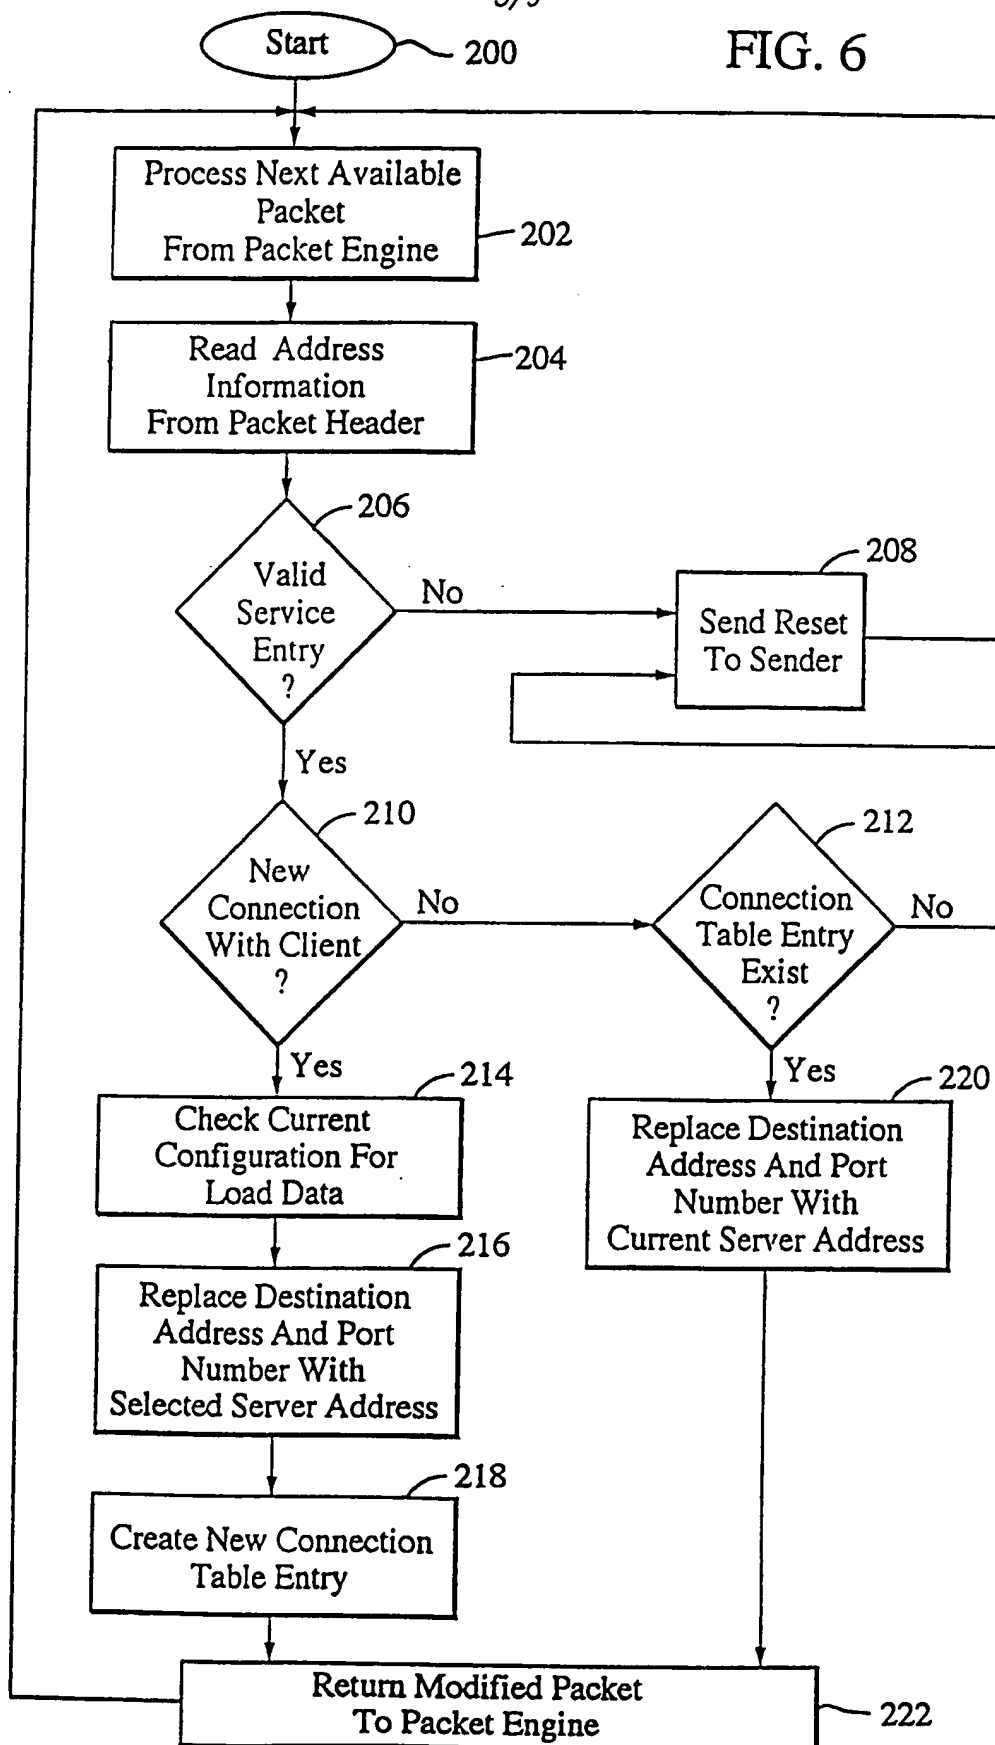 Start
200
FIG. 6
Process Next Available
Packet
From Packet Engine
202
Read Address
Information
From Packet Header
204
206
Valid
Service
Entry
?
No
208
Send Reset
To Sender
Yes
210
New
Connection
With Client
?
No
212
Connection
Table Entry
Exist
?
No
Yes
214
Check Current
Configuration For
Load Data
Yes
220
Replace Destination
Address And Port
Number With
Current Server Address
216
Replace Destination
Address And Port
Number With
Selected Server Address
218
Create New Connection
Table Entry
Return Modified Packet
To Packet Engine
222